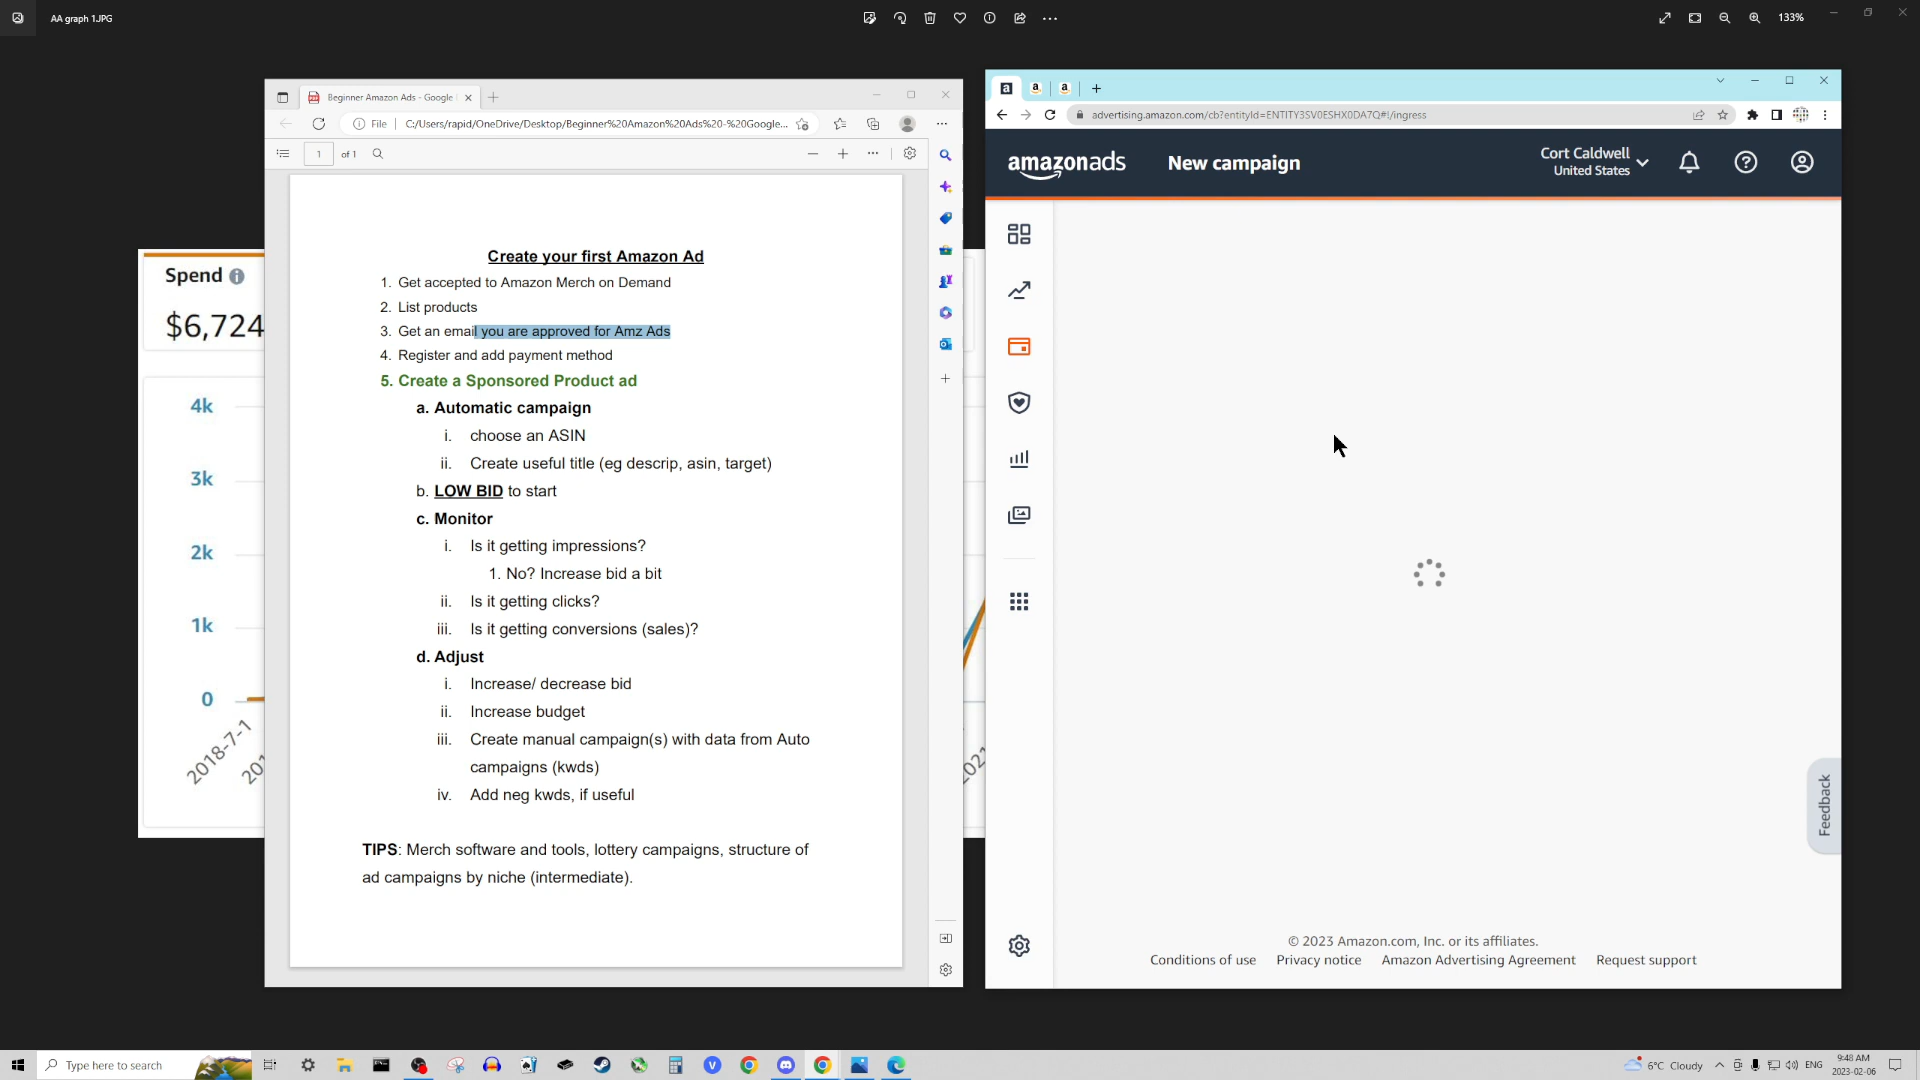 AA graph 1.JPG
133%
Beginner Amazon Ads - Google
File
C:/Users/rapid/OneDrive/Desktop/Beginner%20Amazon%20Ads%20-%20Google...
1 of 1
Create your first Amazon Ad
1. Get accepted to Amazon Merch on Demand
2. List products
3. Get an email you are approved for Amz Ads
4. Register and add payment method
5. Create a Sponsored Product ad
a. Automatic campaign
i. choose an ASIN
ii. Create useful title (eg descrip, asin, target)
b. LOW BID to start
c. Monitor
i. Is it getting impressions?
1. No? Increase bid a bit
ii. Is it getting clicks?
iii. Is it getting conversions (sales)?
d. Adjust
i. Increase/ decrease bid
ii. Increase budget
iii. Create manual campaign(s) with data from Auto
campaigns (kwds)
iv. Add neg kwds, if useful
TIPS: Merch software and tools, lottery campaigns, structure of
ad campaigns by niche (intermediate).
Spend
$6,724
4k
3k
2k
1k
0
2018-7-1
201
202
advertising.amazon.com/cb?entityId=ENTITY3SV0ESHX0DA7Q#!/ingress
amazonads
New campaign
Cort Caldwell
United States
Feedback
© 2023 Amazon.com, Inc. or its affiliates.
Conditions of use Privacy notice Amazon Advertising Agreement Request support
Type here to search
6°C Cloudy
ENG
9:48 AM
2023-02-06